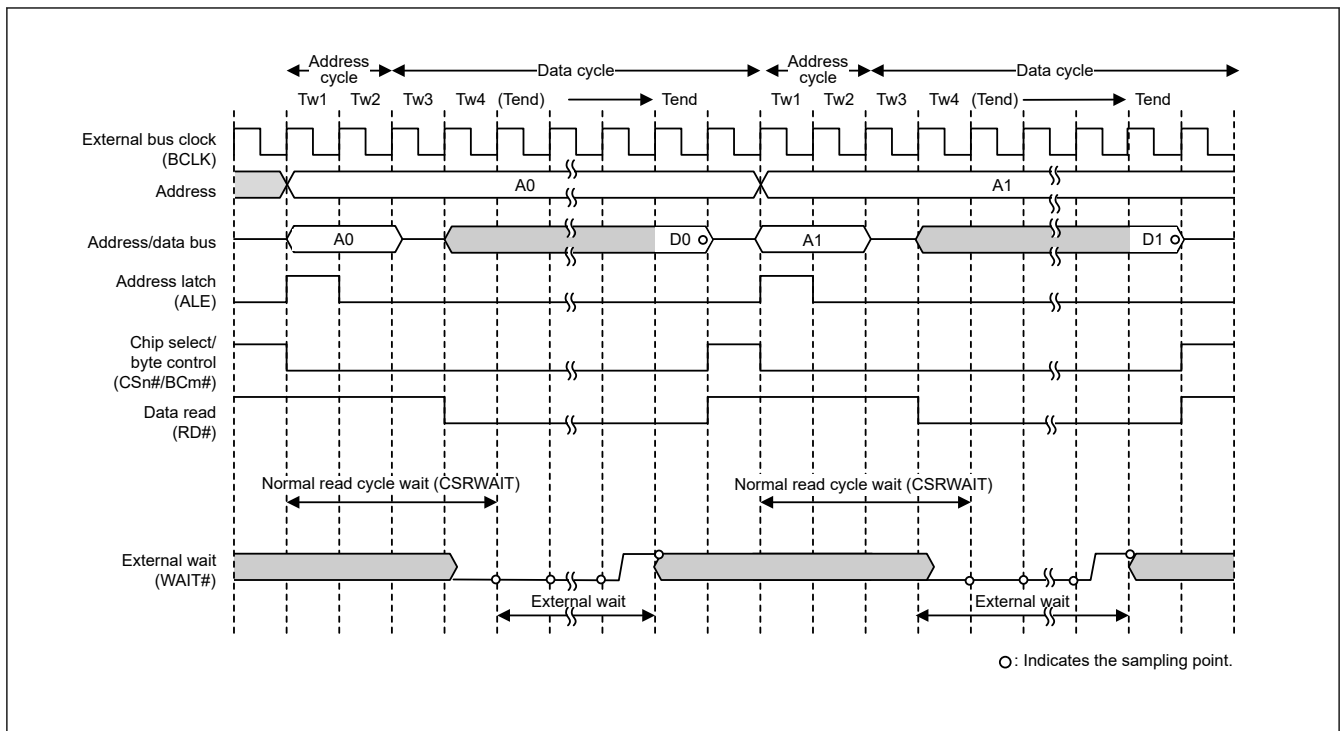 Address cycle Data cycle Address cycle Data cycle
Tw1 Tw2 Tw3 Tw4 (Tend) Tend Tw1 Tw2 Tw3 Tw4 (Tend) Tend
External bus clock
(BCLK)
Address A0 A1
Address/data bus A0 D0 A1 D1
Address latch
(ALE)
Chip select/
byte control
(CSn#/BCm#)
Data read
(RD#)
Normal read cycle wait (CSRWAIT) Normal read cycle wait (CSRWAIT)
External wait
(WAIT#)
External wait External wait
: Indicates the sampling point.